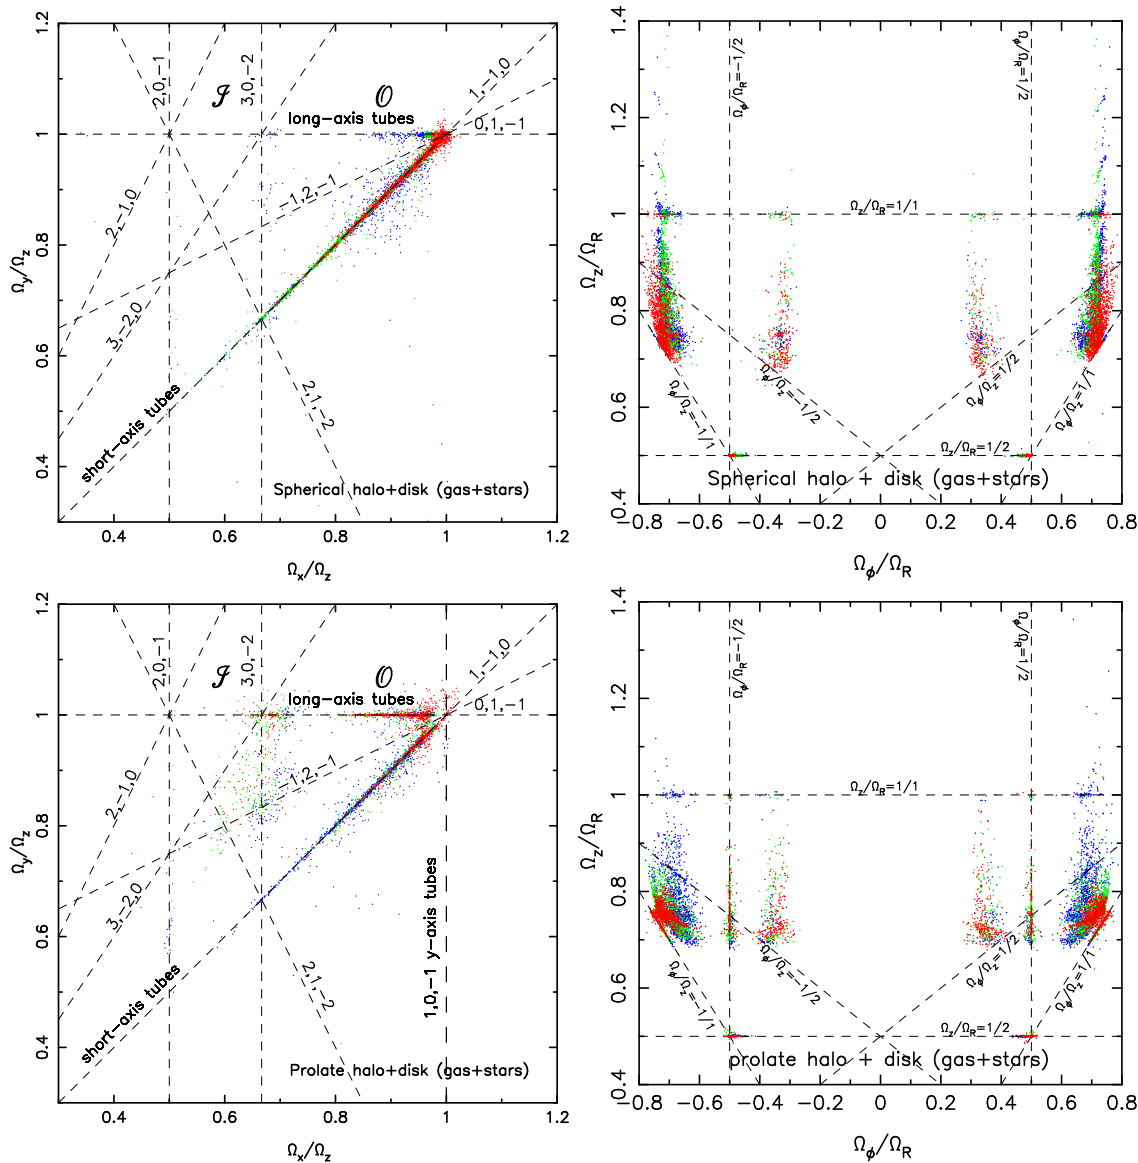 1.2
1
0.8
0.6
0.4
Ω_y/Ω_z
2,0,−1
ℐ
3,0,−2
𝒪
1,−1,0
long−axis tubes
0,1,−1
−1,2,−1
2,−1,0
3,−2,0
2,1,−2
short−axis tubes
Spherical halo+disk (gas+stars)
0.4
0.6
0.8
1
1.2
Ω_x/Ω_z
1.4
1.2
1
0.8
0.6
0.4
Ω_z/Ω_R
Ω_ϕ/Ω_R=−1/2
Ω_ϕ/Ω_R=1/2
Ω_z/Ω_R=1/1
Ω_ϕ/Ω_z=−1/1
Ω_ϕ/Ω_z=−1/2
Ω_ϕ/Ω_z=1/2
Ω_ϕ/Ω_z=1/1
Ω_z/Ω_R=1/2
Spherical halo + disk (gas+stars)
−0.8
−0.6
−0.4
−0.2
0
0.2
0.4
0.6
0.8
Ω_ϕ/Ω_R
1.2
1
0.8
0.6
0.4
Ω_y/Ω_z
2,0,−1
ℐ
3,0,−2
𝒪
1,−1,0
long−axis tubes
0,1,−1
−1,2,−1
2,−1,0
3,−2,0
2,1,−2
short−axis tubes
1,0,−1 y−axis tubes
Prolate halo+disk (gas+stars)
0.4
0.6
0.8
1
1.2
Ω_x/Ω_z
1.4
1.2
1
0.8
0.6
0.4
Ω_z/Ω_R
Ω_ϕ/Ω_R=−1/2
Ω_ϕ/Ω_R=1/2
Ω_z/Ω_R=1/1
Ω_ϕ/Ω_z=−1/1
Ω_ϕ/Ω_z=−1/2
Ω_ϕ/Ω_z=1/2
Ω_ϕ/Ω_z=1/1
Ω_z/Ω_R=1/2
prolate halo + disk (gas+stars)
−0.8
−0.6
−0.4
−0.2
0
0.2
0.4
0.6
0.8
Ω_ϕ/Ω_R